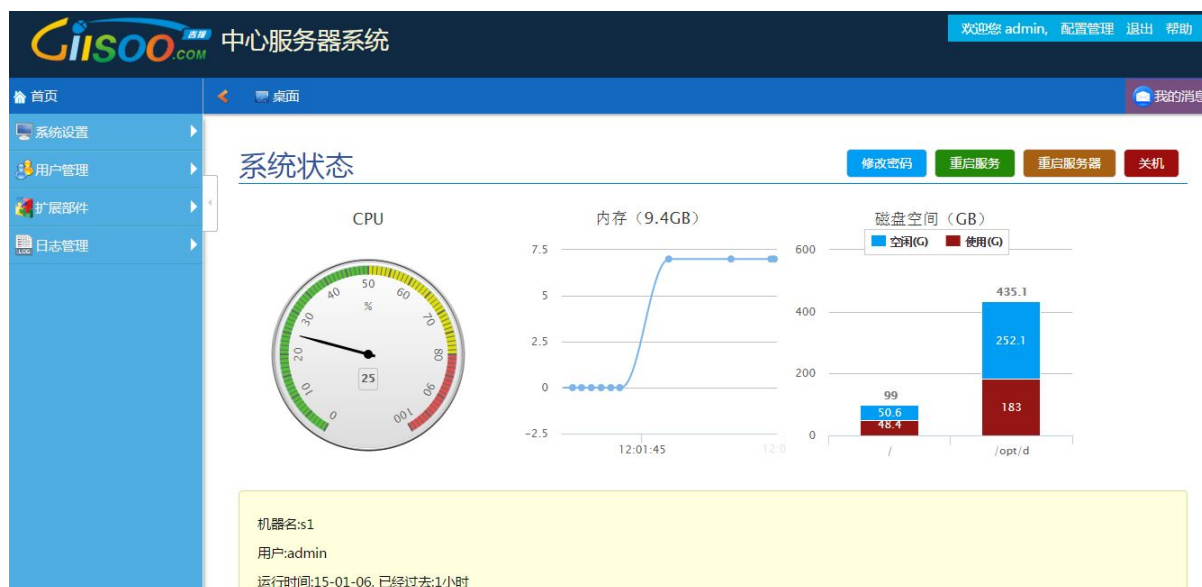 Giisoo.com 吉搜 中心服务器系统
欢迎您 admin, 配置管理 退出 帮助
首页
桌面
我的消息
系统设置
用户管理
扩展部件
LOG 日志管理
系统状态
修改密码 重启服务 重启服务器 关机
CPU
0 10 20 30 40 50 60 70 80 90 100
%
25
内存（9.4GB）
7.5
5
2.5
0
-2.5
12:01:45
12:0
磁盘空间（GB）
空闲(G) 使用(G)
600
400
200
0
99
50.6
48.4
435.1
252.1
183
/
/opt/d
机器名:s1
用户:admin
运行时间:15-01-06, 已经过去:1小时